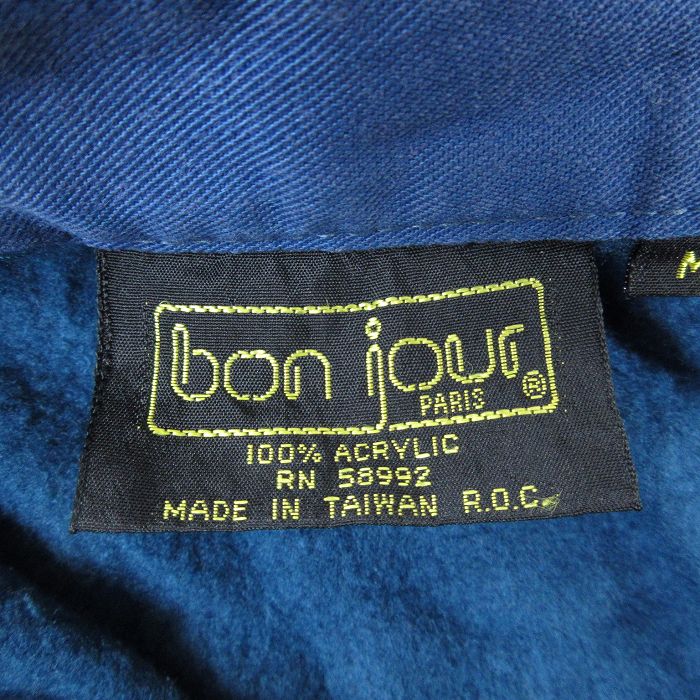 bon jour®
PARIS
100% ACRYLIC
RN 58992
MADE IN TAIWAN R.O.C.
M